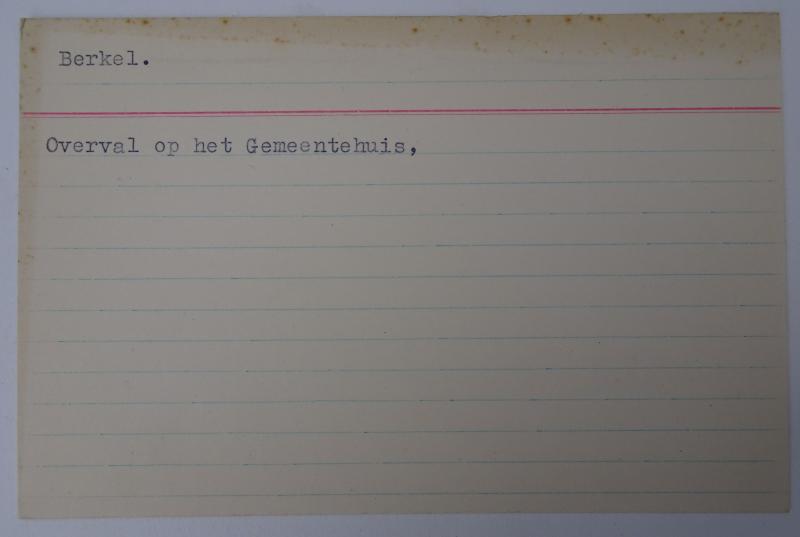 Berkel.
Overval op het Gemeentehuis,